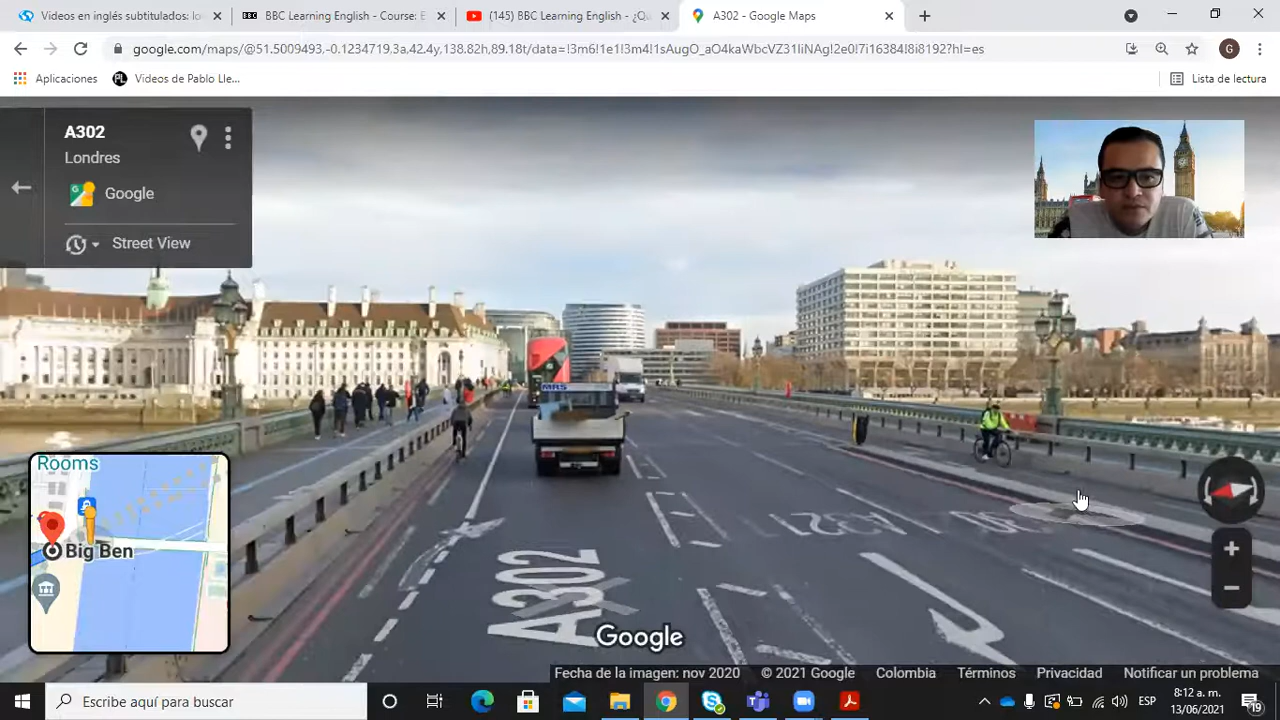 Videos en inglés subtitulados: lo
BBC Learning English - Course: E
(145) BBC Learning English - ¿Qu
A302 - Google Maps
google.com/maps/@51.5009493,-0.1234719,3a,42.4y,138.82h,89.18t/data=!3m6!1e1!3m4!1sAugO_aO4kaWbcVZ31IiNAg!2e0!7i16384!8i8192?hl=es
G
Aplicaciones
Videos de Pablo Lle...
Lista de lectura
A302
Londres
Google
Street View
MRS
Rooms
Big Ben
A302
Google
Fecha de la imagen: nov 2020
© 2021 Google
Colombia
Términos
Privacidad
Notificar un problema
Escribe aquí para buscar
ESP
8:12 a. m.
13/06/2021
19